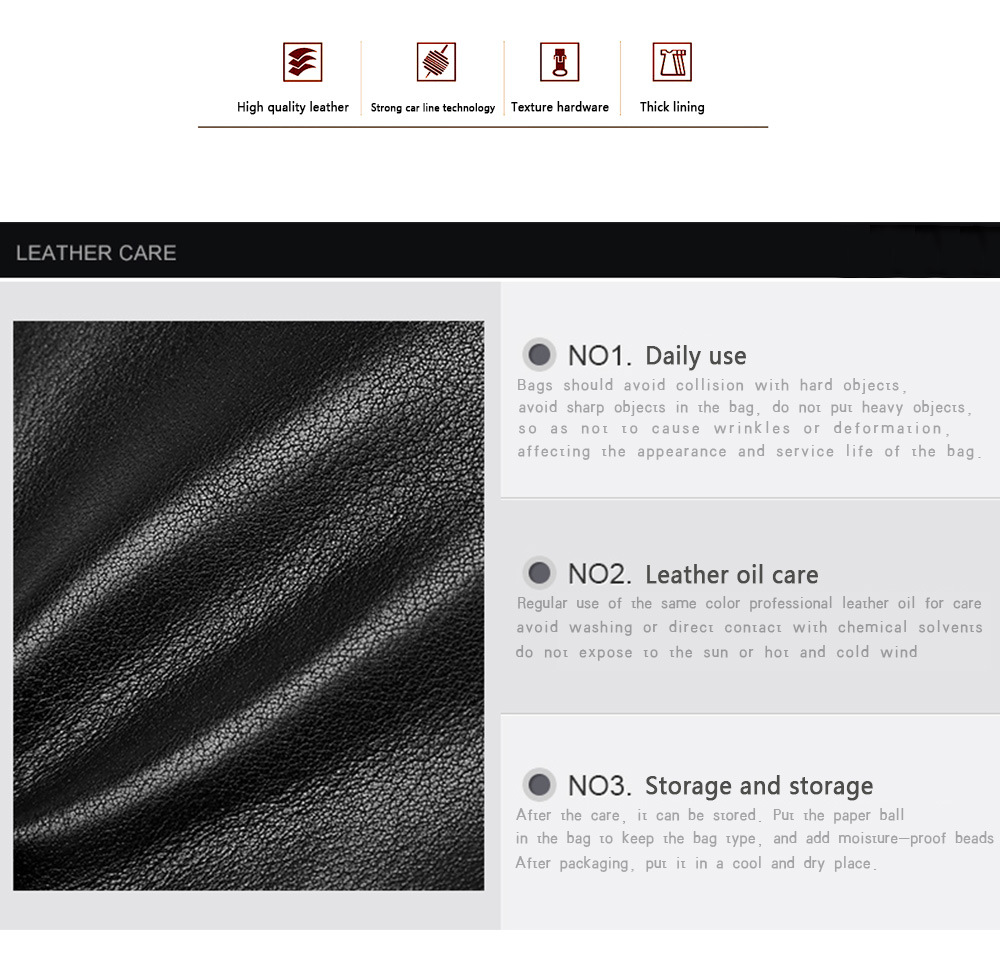 High quality leather
Strong car line technology
Texture hardware
Thick lining
LEATHER CARE
NO1. Daily use
Bags should avoid collision with hard objects,
avoid sharp objects in the bag, do not put heavy objects,
so as not to cause wrinkles or deformation,
affecting the appearance and service life of the bag.
NO2. Leather oil care
Regular use of the same color professional leather oil for care
avoid washing or direct contact with chemical solvents
do not expose to the sun or hot and cold wind
NO3. Storage and storage
After the care, it can be stored. Put the paper ball
in the bag to keep the bag type, and add moisture-proof beads
After packaging, put it in a cool and dry place.